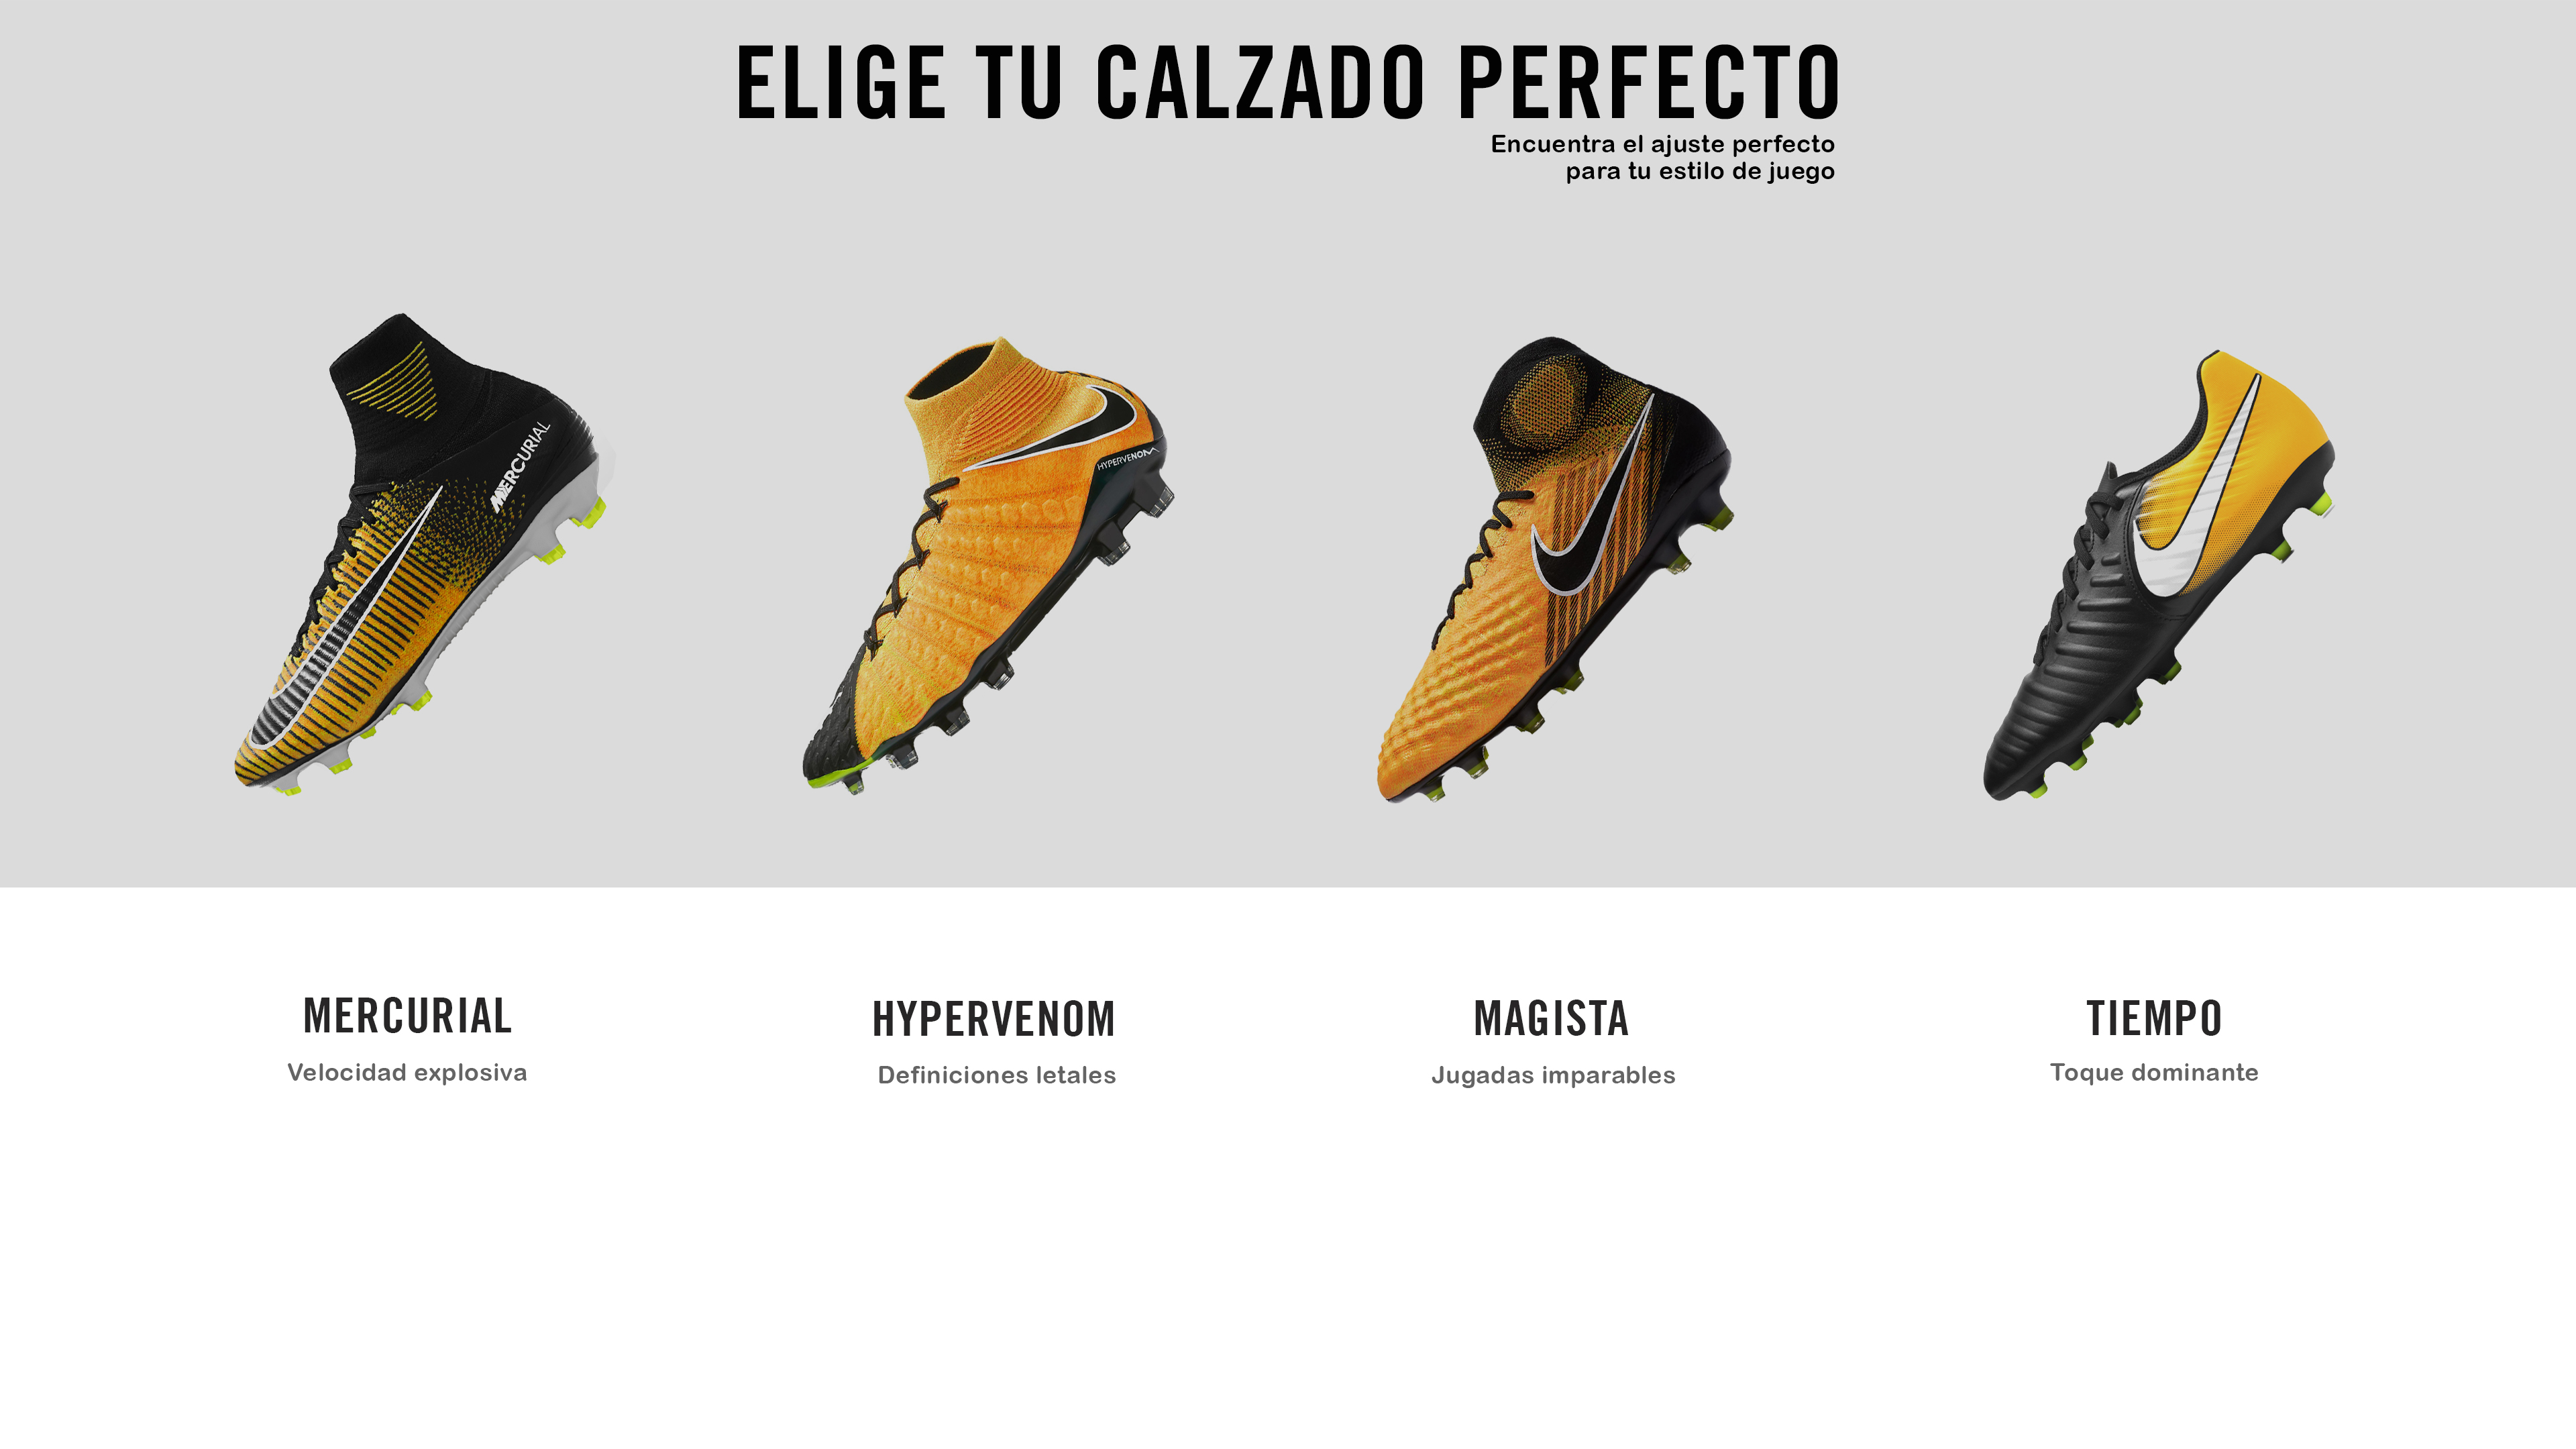 ELIGE TU CALZADO PERFECTO
Encuentra el ajuste perfecto
para tu estilo de juego
MERCURIAL
HYPERVENOM
MERCURIAL
Velocidad explosiva
HYPERVENOM
Definiciones letales
MAGISTA
Jugadas imparables
TIEMPO
Toque dominante